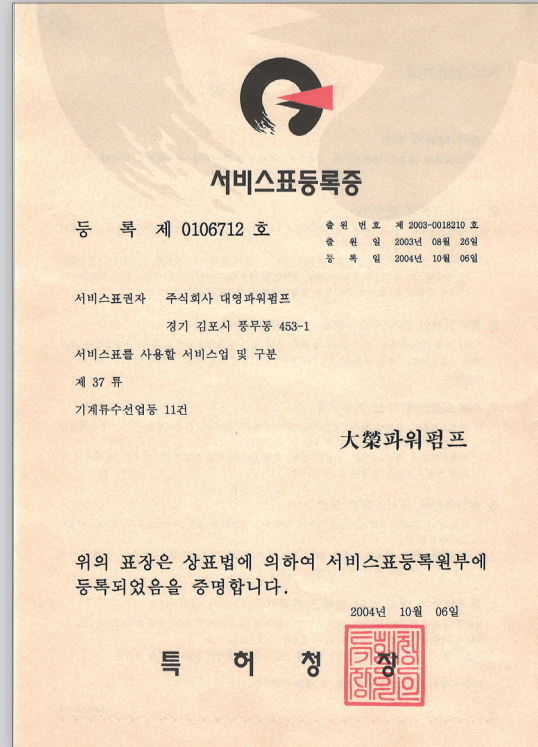 서비스표등록증
등 록 제 0106712 호
출 원 번 호 제 2003-0018210 호
출 원 일 2003년 08월 26일
등 록 일 2004년 10월 06일
서비스표권자 주식회사 대영파워펌프
경기 김포시 풍무동 453-1
서비스표를 사용할 서비스업 및 구분
제 37 류
기계류수선업등 11건
大榮파워펌프
위의 표장은 상표법에 의하여 서비스표등록원부에
등록되었음을 증명합니다.
2004년 10월 06일
특 허 청 장